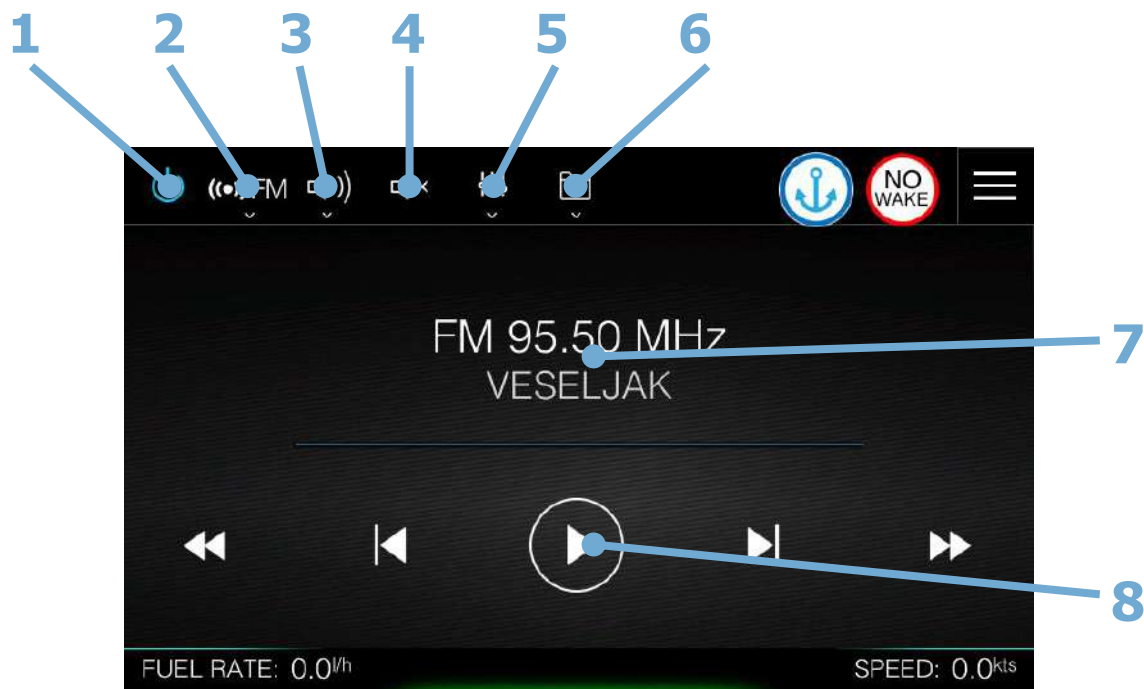 1 2 3 4 5 6
FM
NO
WAKE
FM 95.50 MHz
VESELJAK
7
8
FUEL RATE: 0.0l/h
SPEED: 0.0kts